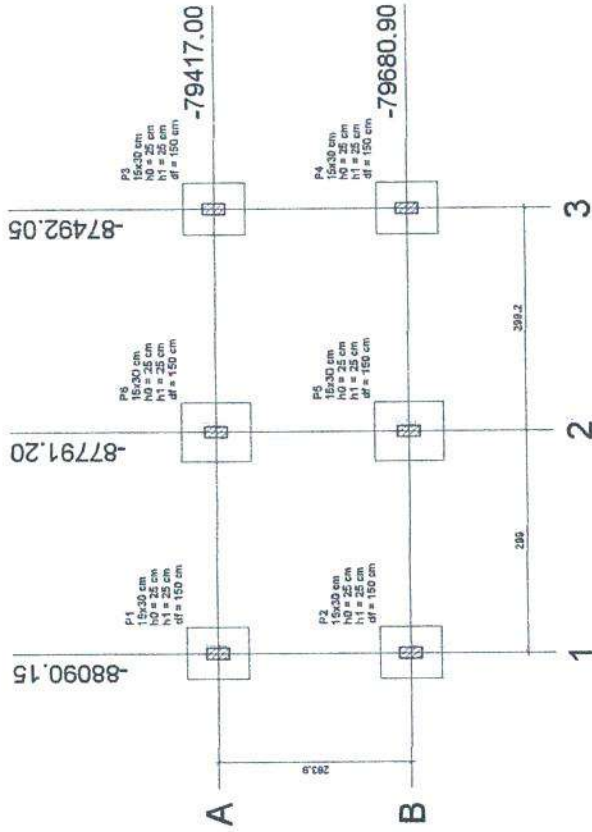 -88090.15
-87791.20
-87492.05
P1
15x30 cm
h0 = 25 cm
h1 = 25 cm
df = 150 cm
P6
15x30 cm
h0 = 25 cm
h1 = 25 cm
df = 150 cm
P3
15x30 cm
h0 = 25 cm
h1 = 25 cm
df = 150 cm
A
-79417.00
263.9
P2
15x30 cm
h0 = 25 cm
h1 = 25 cm
df = 150 cm
P5
15x30 cm
h0 = 25 cm
h1 = 25 cm
df = 150 cm
P4
15x30 cm
h0 = 25 cm
h1 = 25 cm
df = 150 cm
B
-79680.90
299
299.2
1
2
3